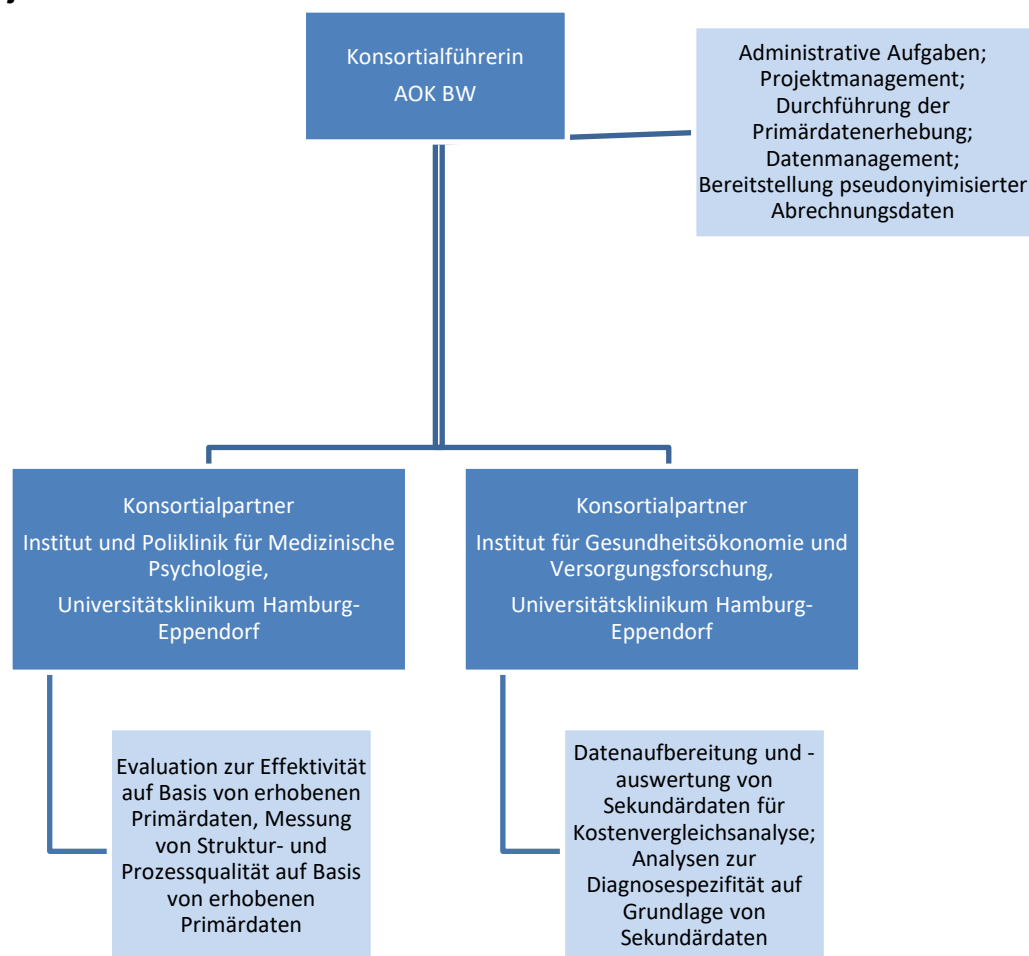 Konsortialführerin
AOK BW
Administrative Aufgaben;
Projektmanagement;
Durchführung der
Primärdatenerhebung;
Datenmanagement;
Bereitstellung pseudonyimisierter
Abrechnungsdaten
Konsortialpartner
Institut und Poliklinik für Medizinische
Psychologie,
Universitätsklinikum Hamburg-
Eppendorf
Konsortialpartner
Institut für Gesundheitsökonomie und
Versorgungsforschung,
Universitätsklinikum Hamburg-
Eppendorf
Evaluation zur Effektivität
auf Basis von erhobenen
Primärdaten, Messung
von Struktur- und
Prozessqualität auf Basis
von erhobenen
Primärdaten
Datenaufbereitung und -
auswertung von
Sekundärdaten für
Kostenvergleichsanalyse;
Analysen zur
Diagnosespezifität auf
Grundlage von
Sekundärdaten